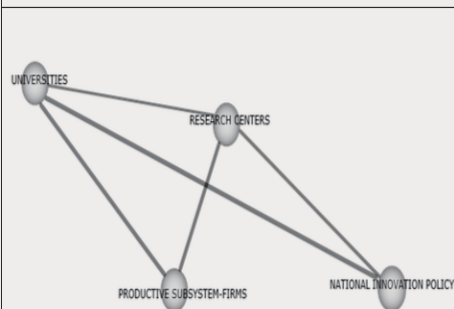 UNIVERSITIES
RESEARCH CENTERS
NATIONAL INNOVATION POLICY
PRODUCTIVE SUBSYSTEM-FIRMS